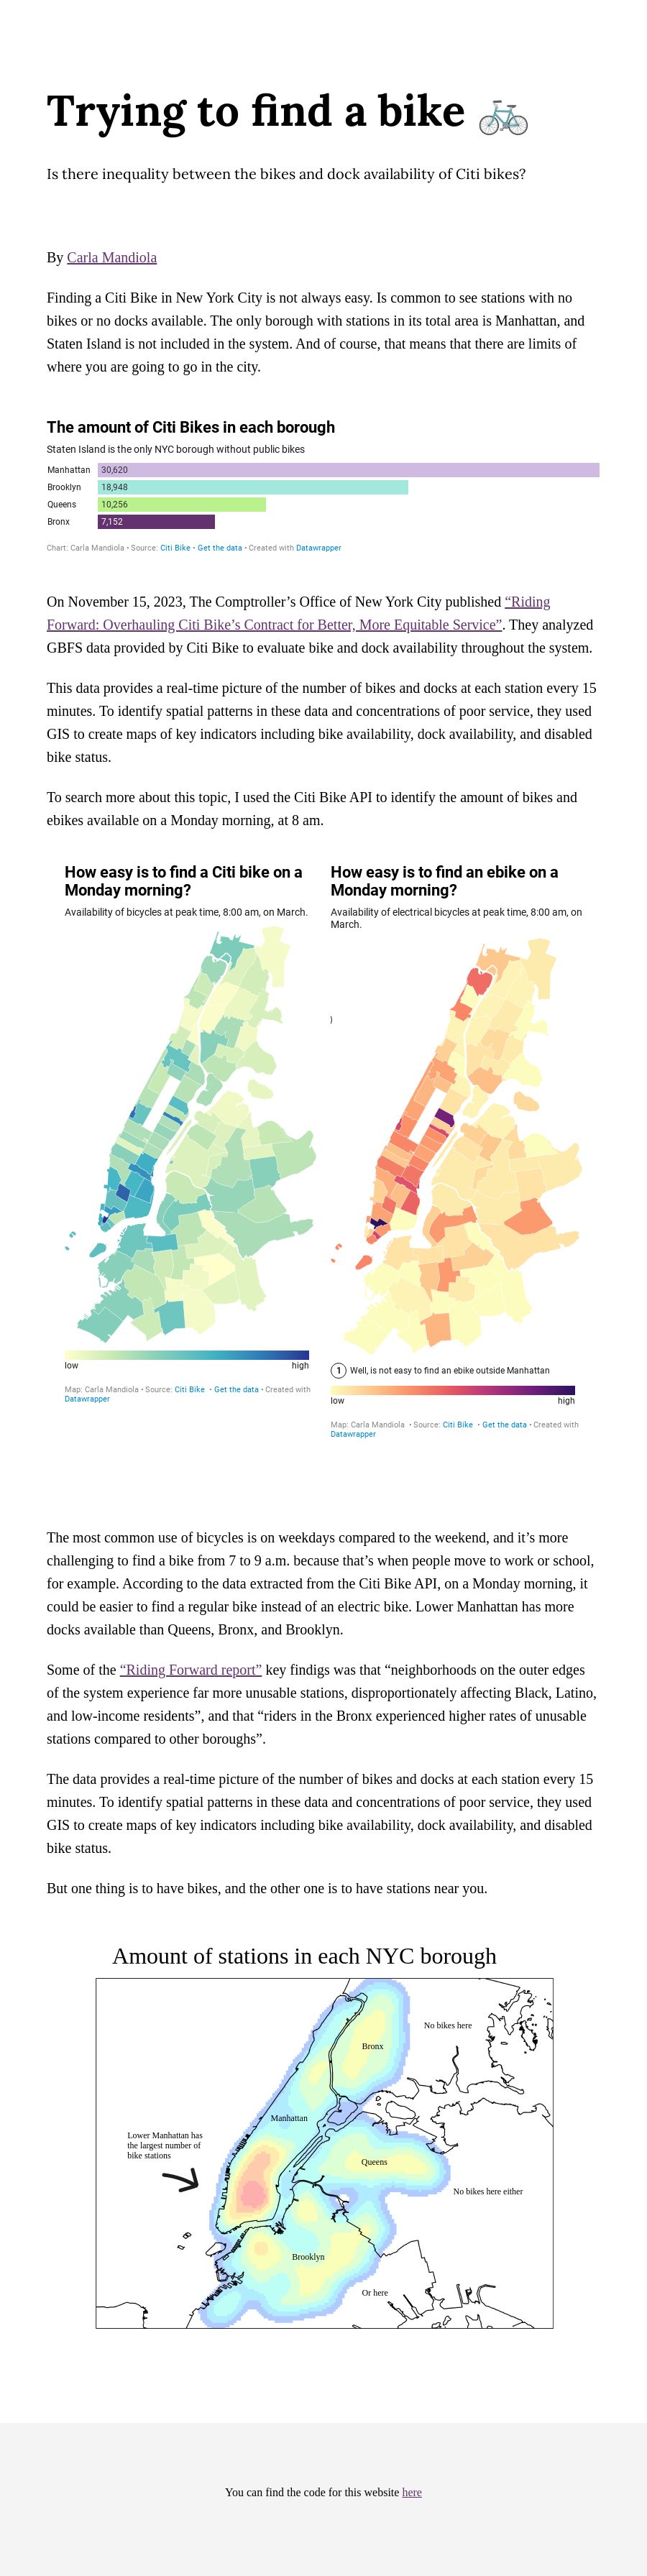 Trying to find a bike 🚲
Is there inequality between the bikes and dock availability of Citi bikes?
By Carla Mandiola
Finding a Citi Bike in New York City is not always easy. Is common to see stations with no
bikes or no docks available. The only borough with stations in its total area is Manhattan, and
Staten Island is not included in the system. And of course, that means that there are limits of
where you are going to go in the city.
The amount of Citi Bikes in each borough
Staten Island is the only NYC borough without public bikes
Manhattan 30,620
Brooklyn 18,948
Queens 10,256
Bronx 7,152
Chart: Carla Mandiola • Source: Citi Bike • Get the data • Created with Datawrapper
On November 15, 2023, The Comptroller’s Office of New York City published “Riding
Forward: Overhauling Citi Bike’s Contract for Better, More Equitable Service”. They analyzed
GBFS data provided by Citi Bike to evaluate bike and dock availability throughout the system.
This data provides a real-time picture of the number of bikes and docks at each station every 15
minutes. To identify spatial patterns in these data and concentrations of poor service, they used
GIS to create maps of key indicators including bike availability, dock availability, and disabled
bike status.
To search more about this topic, I used the Citi Bike API to identify the amount of bikes and
ebikes available on a Monday morning, at 8 am.
How easy is to find a Citi bike on a
Monday morning?
Availability of bicycles at peak time, 8:00 am, on March.
low high
Map: Carla Mandiola • Source: Citi Bike • Get the data • Created with
Datawrapper
How easy is to find an ebike on a
Monday morning?
Availability of electrical bicycles at peak time, 8:00 am, on
March.
)
1 Well, is not easy to find an ebike outside Manhattan
low high
Map: Carla Mandiola • Source: Citi Bike • Get the data • Created with
Datawrapper
The most common use of bicycles is on weekdays compared to the weekend, and it’s more
challenging to find a bike from 7 to 9 a.m. because that’s when people move to work or school,
for example. According to the data extracted from the Citi Bike API, on a Monday morning, it
could be easier to find a regular bike instead of an electric bike. Lower Manhattan has more
docks available than Queens, Bronx, and Brooklyn.
Some of the “Riding Forward report” key findigs was that “neighborhoods on the outer edges
of the system experience far more unusable stations, disproportionately affecting Black, Latino,
and low-income residents”, and that “riders in the Bronx experienced higher rates of unusable
stations compared to other boroughs”.
The data provides a real-time picture of the number of bikes and docks at each station every 15
minutes. To identify spatial patterns in these data and concentrations of poor service, they used
GIS to create maps of key indicators including bike availability, dock availability, and disabled
bike status.
But one thing is to have bikes, and the other one is to have stations near you.
Amount of stations in each NYC borough
No bikes here
Bronx
Manhattan
Lower Manhattan has
the largest number of
bike stations
Queens
No bikes here either
Brooklyn
Or here
You can find the code for this website here